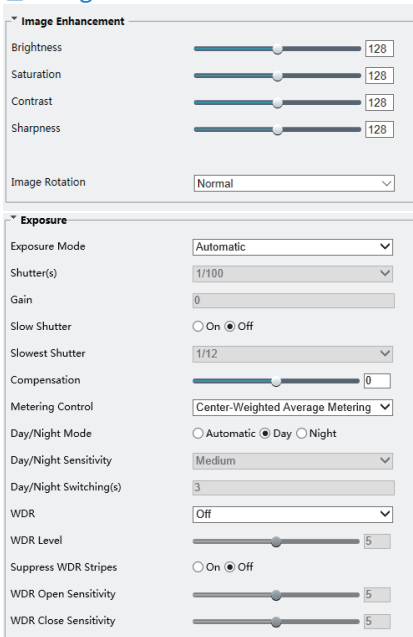 Image Enhancement
Brightness 128
Saturation 128
Contrast 128
Sharpness 128
Image Rotation Normal
Exposure
Exposure Mode Automatic
Shutter(s) 1/100
Gain 0
Slow Shutter On Off
Slowest Shutter 1/12
Compensation 0
Metering Control Center-Weighted Average Metering
Day/Night Mode Automatic Day Night
Day/Night Sensitivity Medium
Day/Night Switching(s) 3
WDR Off
WDR Level 5
Suppress WDR Stripes On Off
WDR Open Sensitivity 5
WDR Close Sensitivity 5